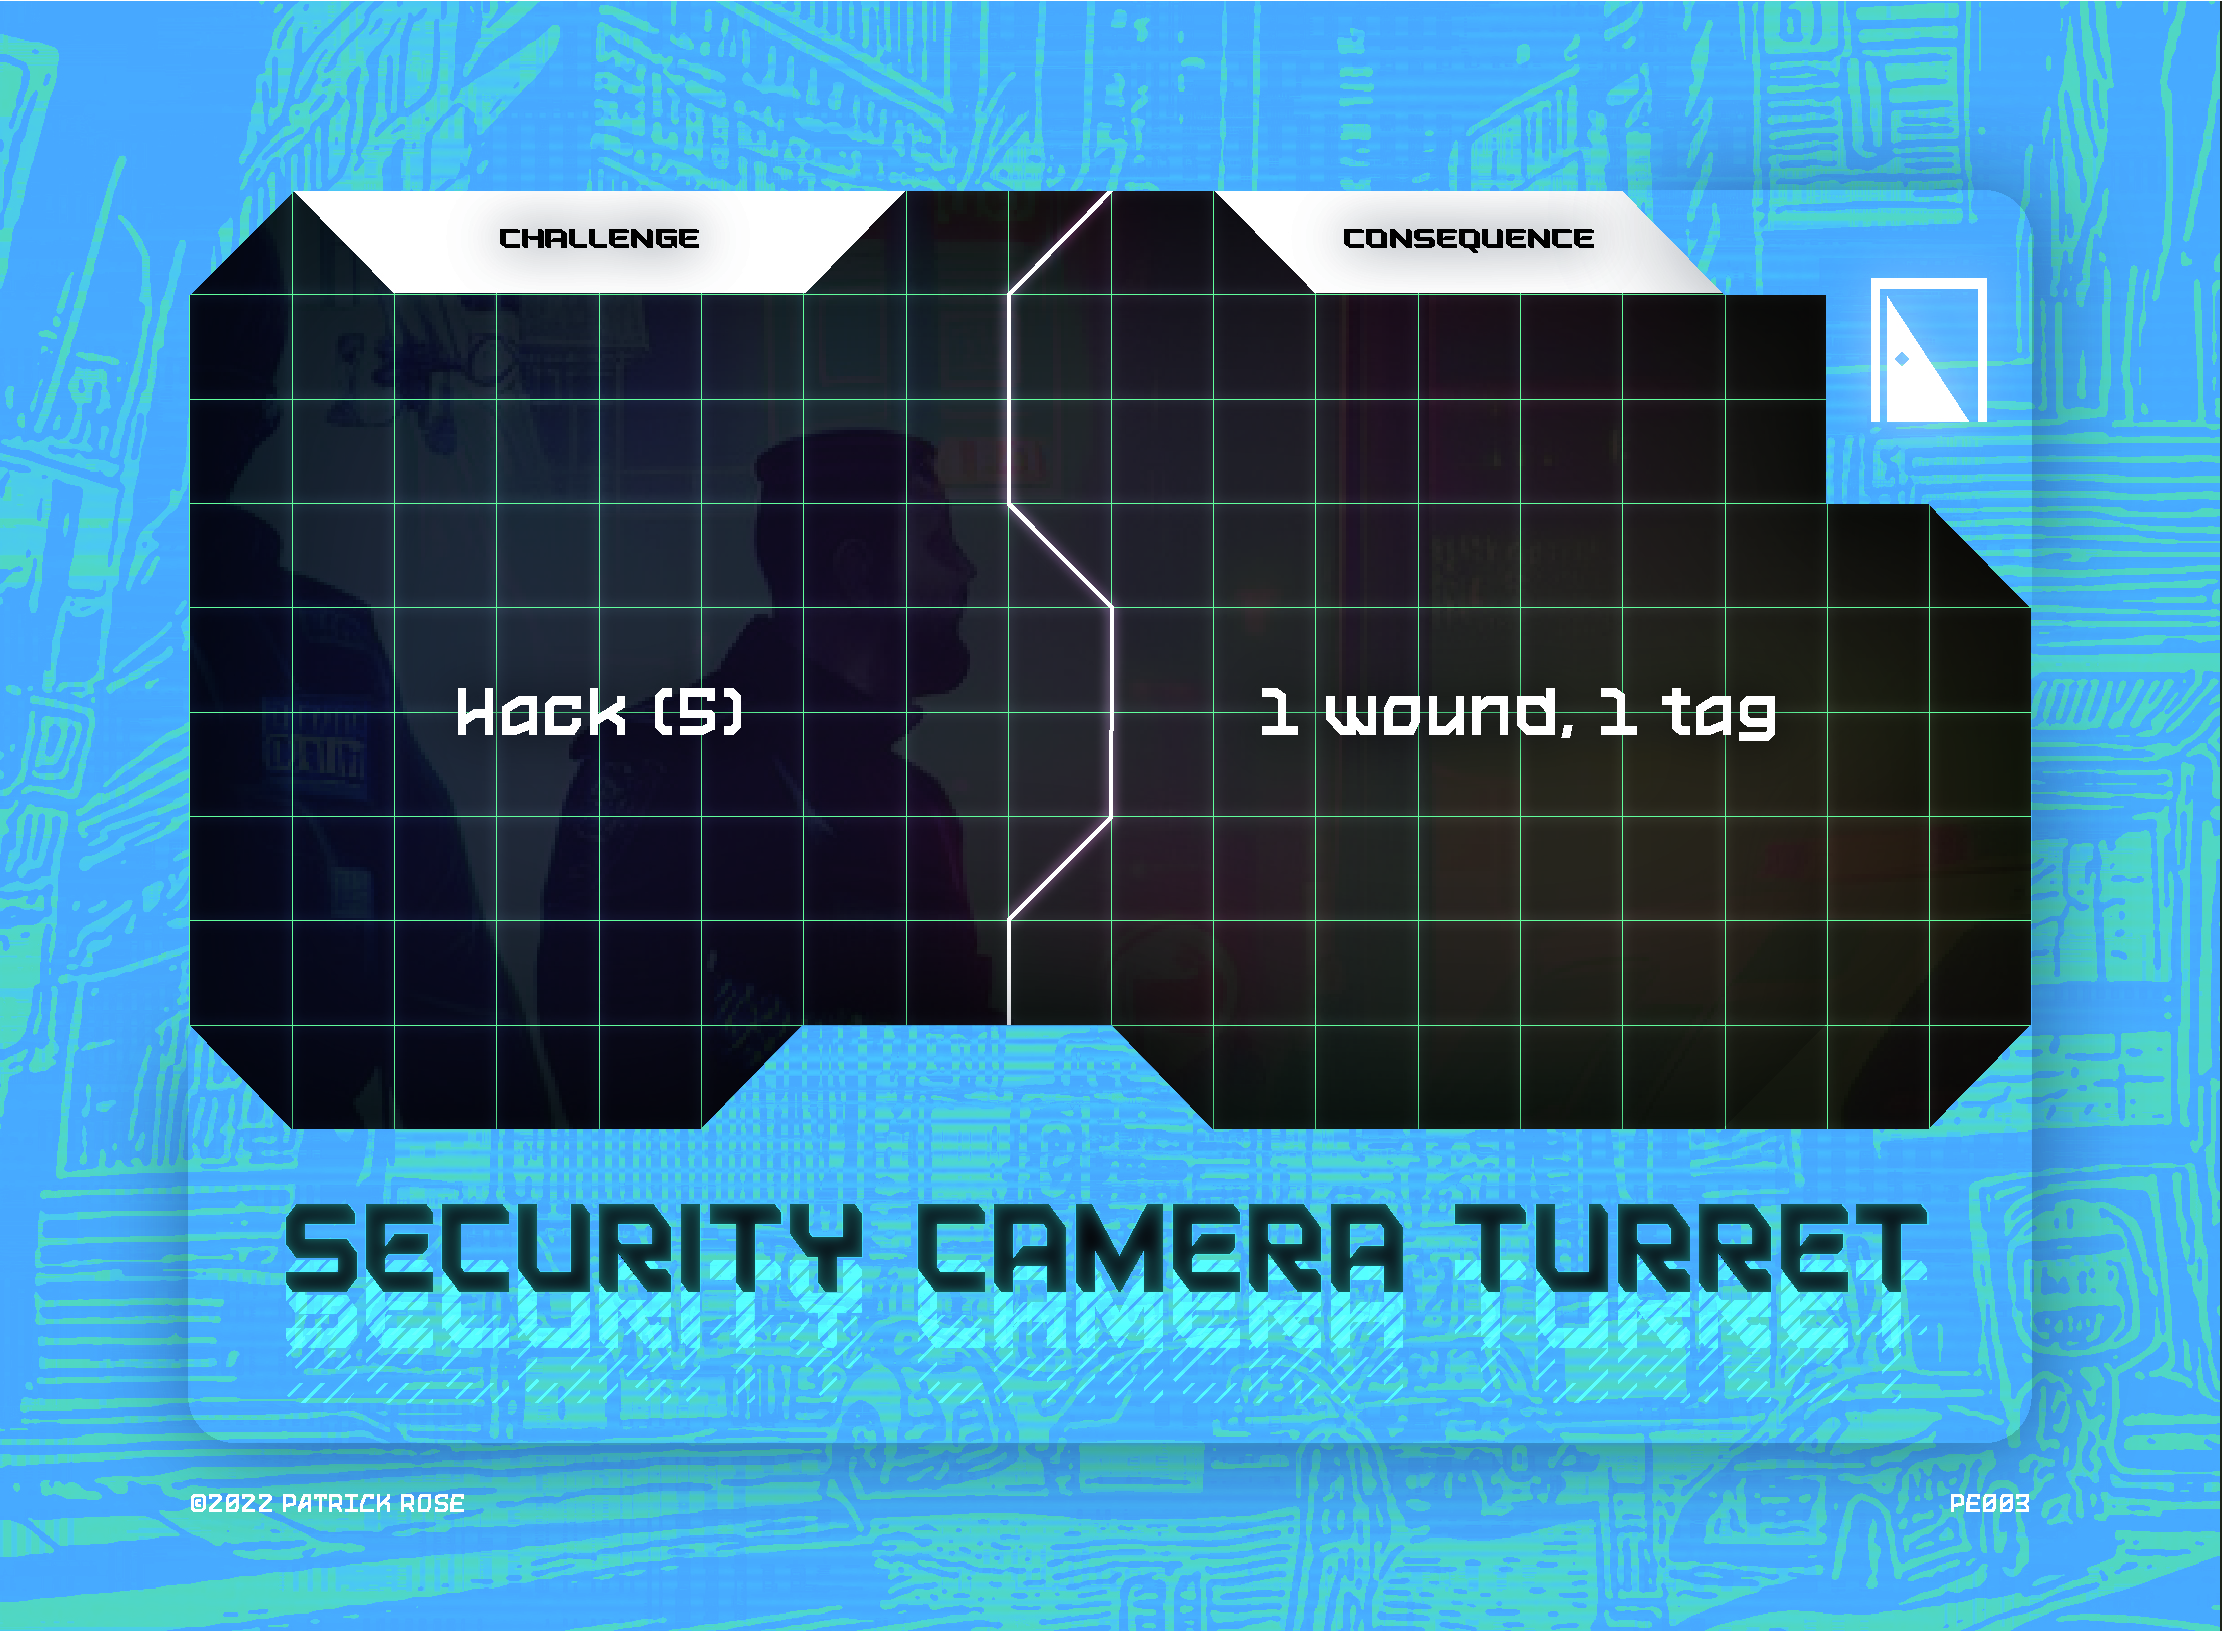 CHALLENGE
CONSEQUENCE
Hack (5)
1 wound, 1 tag
SECURITY CAMERA TURRET
©2022 PATRICK ROSE
PE003